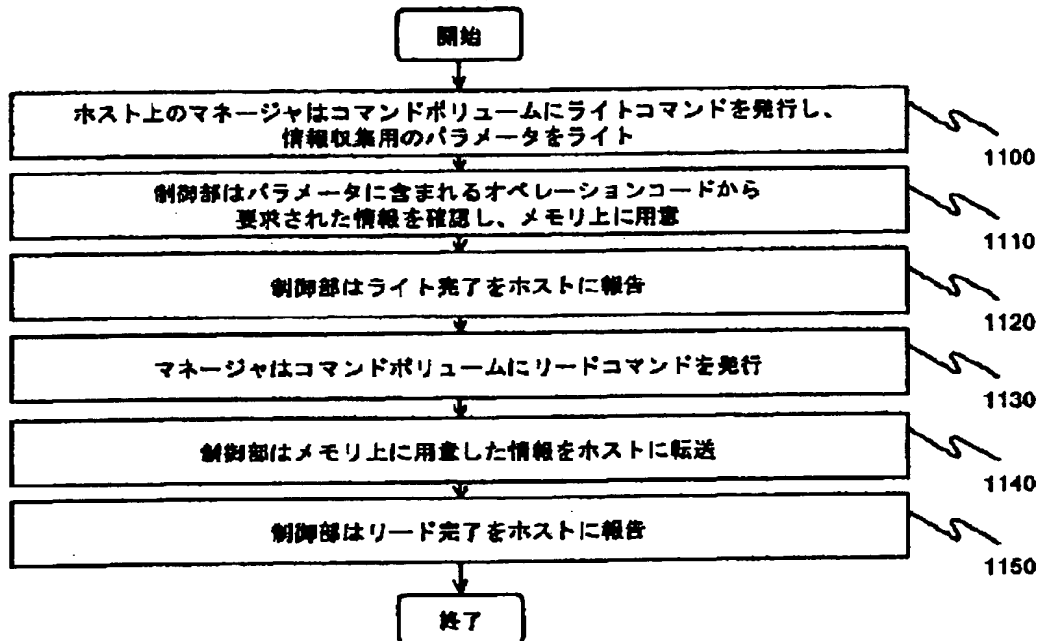 開始
ホスト上のマネージャはコマンドボリュームにライトコマンドを発行し、
情報収集用のパラメータをライト
1100
制御部はパラメータに含まれるオペレーションコードから
要求された情報を確認し、メモリ上に用意
1110
制御部はライト完了をホストに報告
1120
マネージャはコマンドボリュームにリードコマンドを発行
1130
制御部はメモリ上に用意した情報をホストに転送
1140
制御部はリード完了をホストに報告
1150
終了